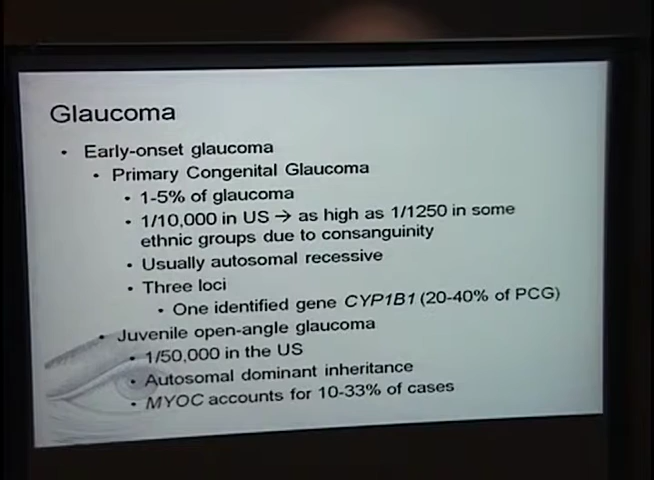 Glaucoma
• Early-onset glaucoma
• Primary Congenital Glaucoma
• 1-5% of glaucoma
• 1/10,000 in US → as high as 1/1250 in some
ethnic groups due to consanguinity
• Usually autosomal recessive
• Three loci
• One identified gene CYP1B1 (20-40% of PCG)
• Juvenile open-angle glaucoma
• 1/50,000 in the US
• Autosomal dominant inheritance
• MYOC accounts for 10-33% of cases